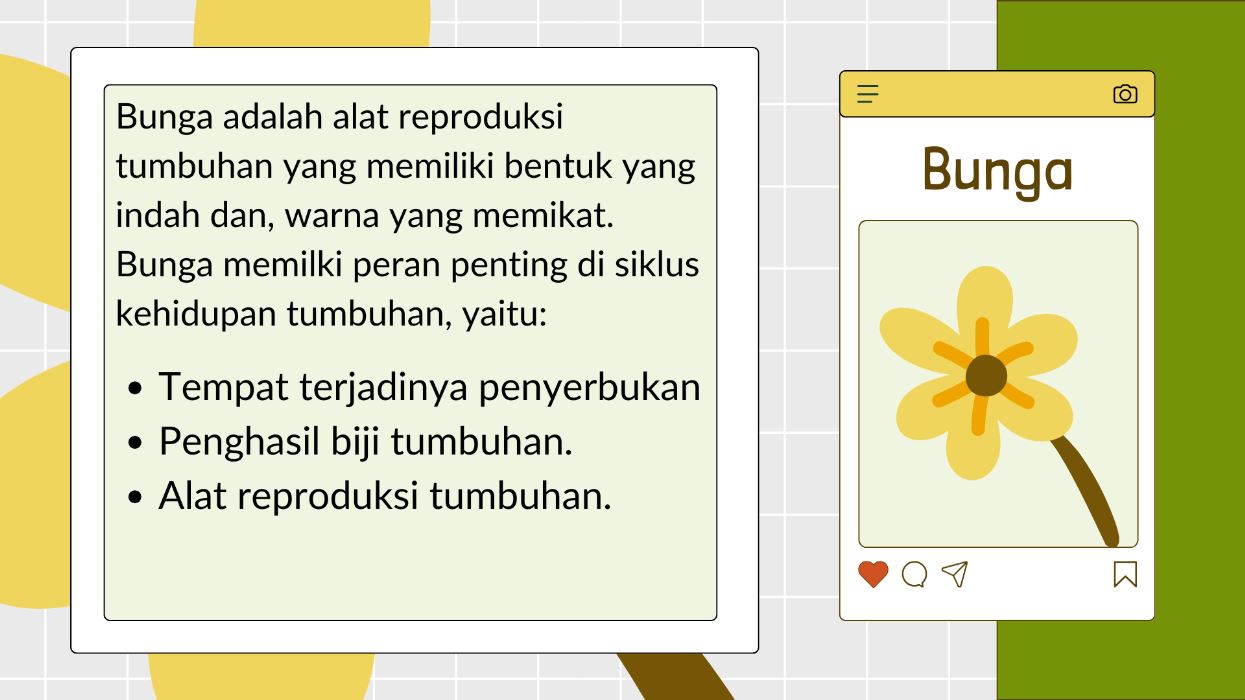 Bunga adalah alat reproduksi
tumbuhan yang memiliki bentuk yang
indah dan, warna yang memikat.
Bunga memilki peran penting di siklus
kehidupan tumbuhan, yaitu:
• Tempat terjadinya penyerbukan
• Penghasil biji tumbuhan.
• Alat reproduksi tumbuhan.
Bunga